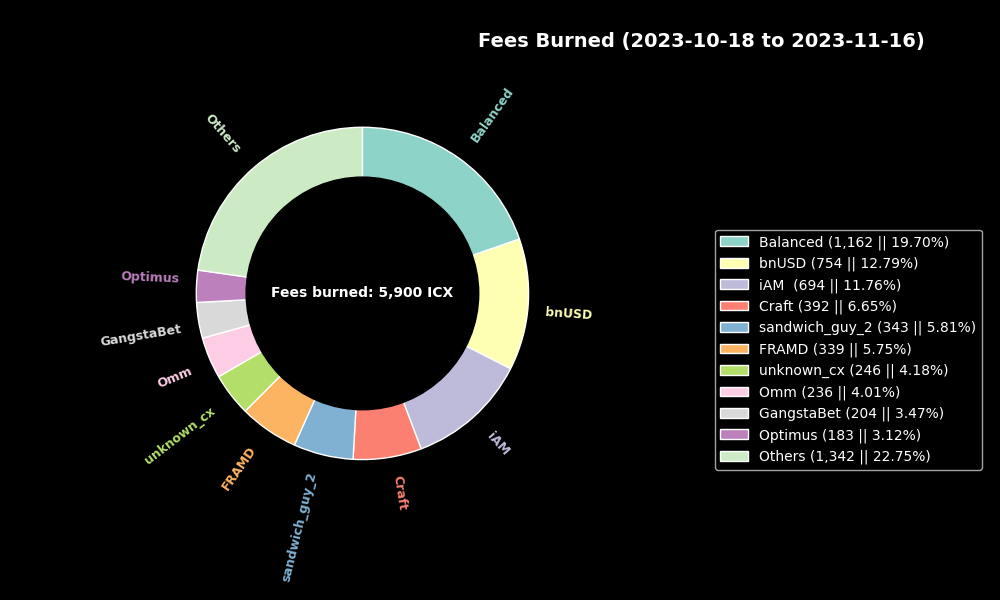 Fees Burned (2023-10-18 to 2023-11-16)
Balanced
Others
Optimus
bnUSD
Fees burned: 5,900 ICX
GangstaBet
Omm
unknown_cx
iAM
FRAMD
Craft
sandwich_guy_2
Balanced (1,162 || 19.70%)
bnUSD (754 || 12.79%)
iAM  (694 || 11.76%)
Craft (392 || 6.65%)
sandwich_guy_2 (343 || 5.81%)
FRAMD (339 || 5.75%)
unknown_cx (246 || 4.18%)
Omm (236 || 4.01%)
GangstaBet (204 || 3.47%)
Optimus (183 || 3.12%)
Others (1,342 || 22.75%)